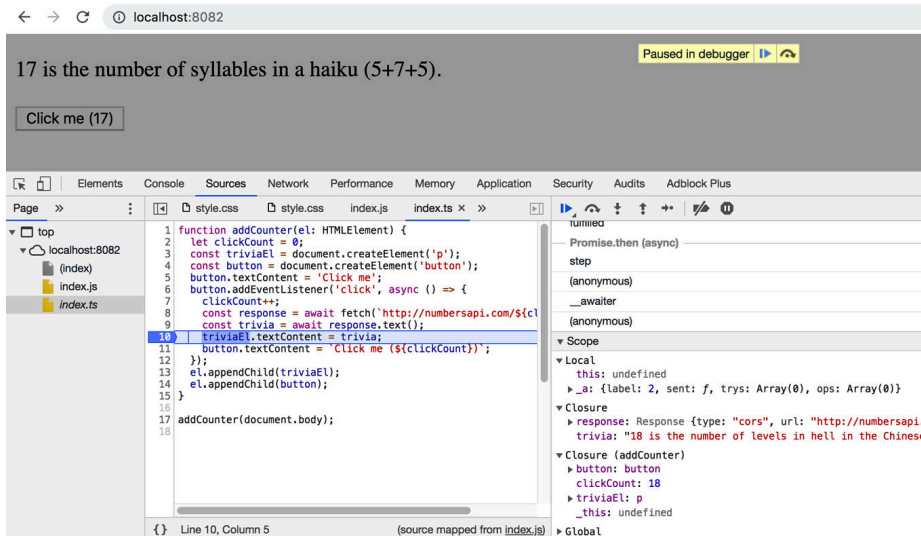 localhost:8082
Paused in debugger
17 is the number of syllables in a haiku (5+7+5).
Click me (17)
Elements Console Sources Network Performance Memory Application Security Audits Adblock Plus
Page » style.css style.css index.js index.ts × »
top
localhost:8082
(index)
index.js
index.ts
1 function addCounter(el: HTMLElement) {
2 let clickCount = 0;
3 const triviaEl = document.createElement('p');
4 const button = document.createElement('button');
5 button.textContent = 'Click me';
6 button.addEventListener('click', async () => {
7 clickCount++;
8 const response = await fetch(`http://numbersapi.com/${cl
9 const trivia = await response.text();
10 triviaEl.textContent = trivia;
11 button.textContent = `Click me (${clickCount})`;
12 });
13 el.appendChild(triviaEl);
14 el.appendChild(button);
15 }
16
17 addCounter(document.body);
18
{} Line 10, Column 5 (source mapped from index.js)
fulfilled
Promise.then (async)
step
(anonymous)
__awaiter
(anonymous)
Scope
Local
this: undefined
_a: {label: 2, sent: ƒ, trys: Array(0), ops: Array(0)}
Closure
response: Response {type: "cors", url: "http://numbersapi.
trivia: "18 is the number of levels in hell in the Chinese
Closure (addCounter)
button: button
clickCount: 18
triviaEl: p
_this: undefined
Global